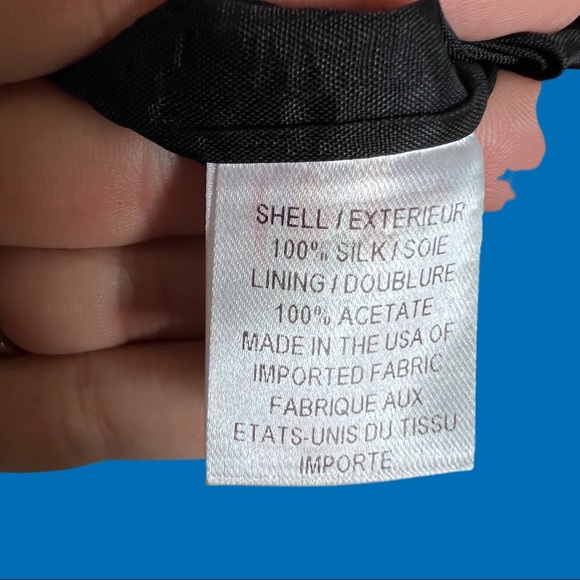 SHELL / EXTERIEUR
100% SILK / SOIE
LINING / DOUBLURE
100% ACETATE
MADE IN THE USA OF
IMPORTED FABRIC
FABRIQUE AUX
ETATS-UNIS DU TISSU
IMPORTE